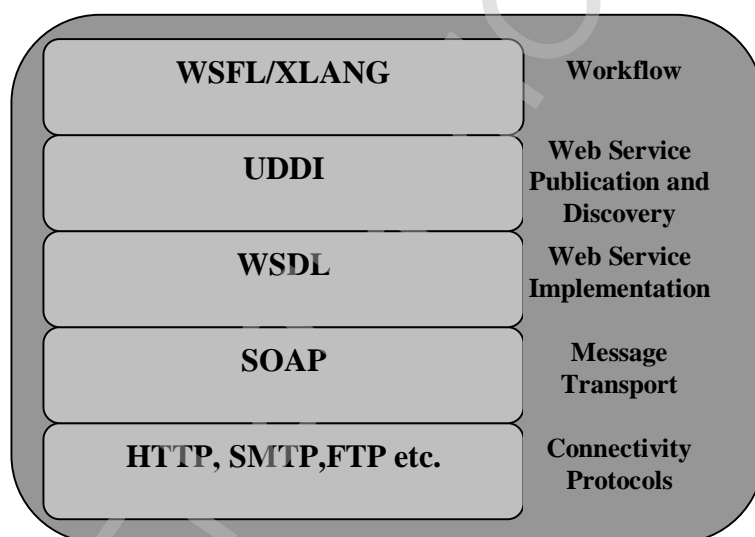 WSFL/XLANG
Workflow
UDDI
Web Service
Publication and
Discovery
WSDL
Web Service
Implementation
SOAP
Message
Transport
HTTP, SMTP,FTP etc.
Connectivity
Protocols